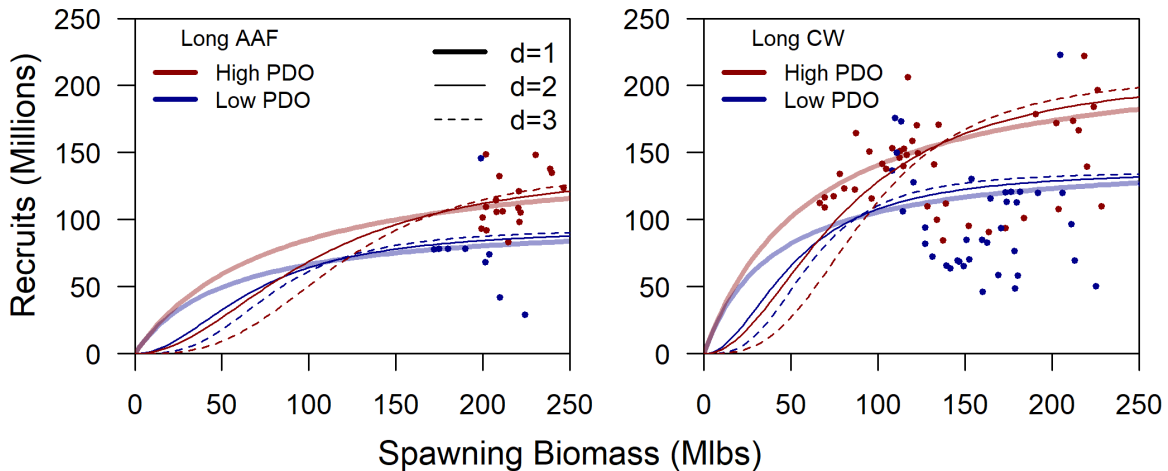 Recruits (Millions)
250
200
150
100
50
0
Long AAF
High PDO
Low PDO
d=1
d=2
d=3
0 50 100 150 200 250
250
200
150
100
50
0
Long CW
High PDO
Low PDO
0 50 100 150 200 250
Spawning Biomass (Mlbs)